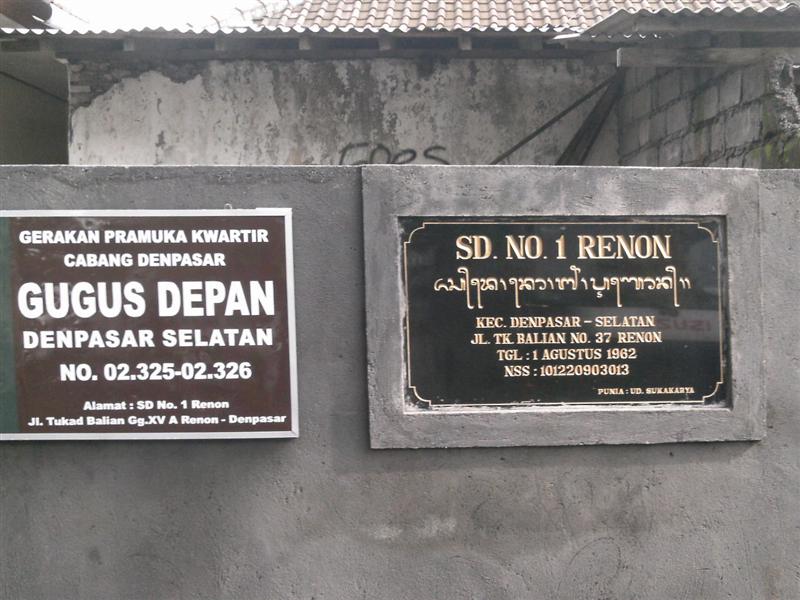 GERAKAN PRAMUKA KWARTIR
CABANG DENPASAR
GUGUS DEPAN
DENPASAR SELATAN
NO. 02.325-02.326
Alamat : SD No. 1 Renon
Jl. Tukad Balian Gg.XV A Renon - Denpasar
SD. NO. 1 RENON
KEC. DENPASAR - SELATAN
JL. TK. BALIAN NO. 37 RENON
TGL : 1 AGUSTUS 1962
NSS : 101220903013
PUNIA : UD. SUKAKARYA